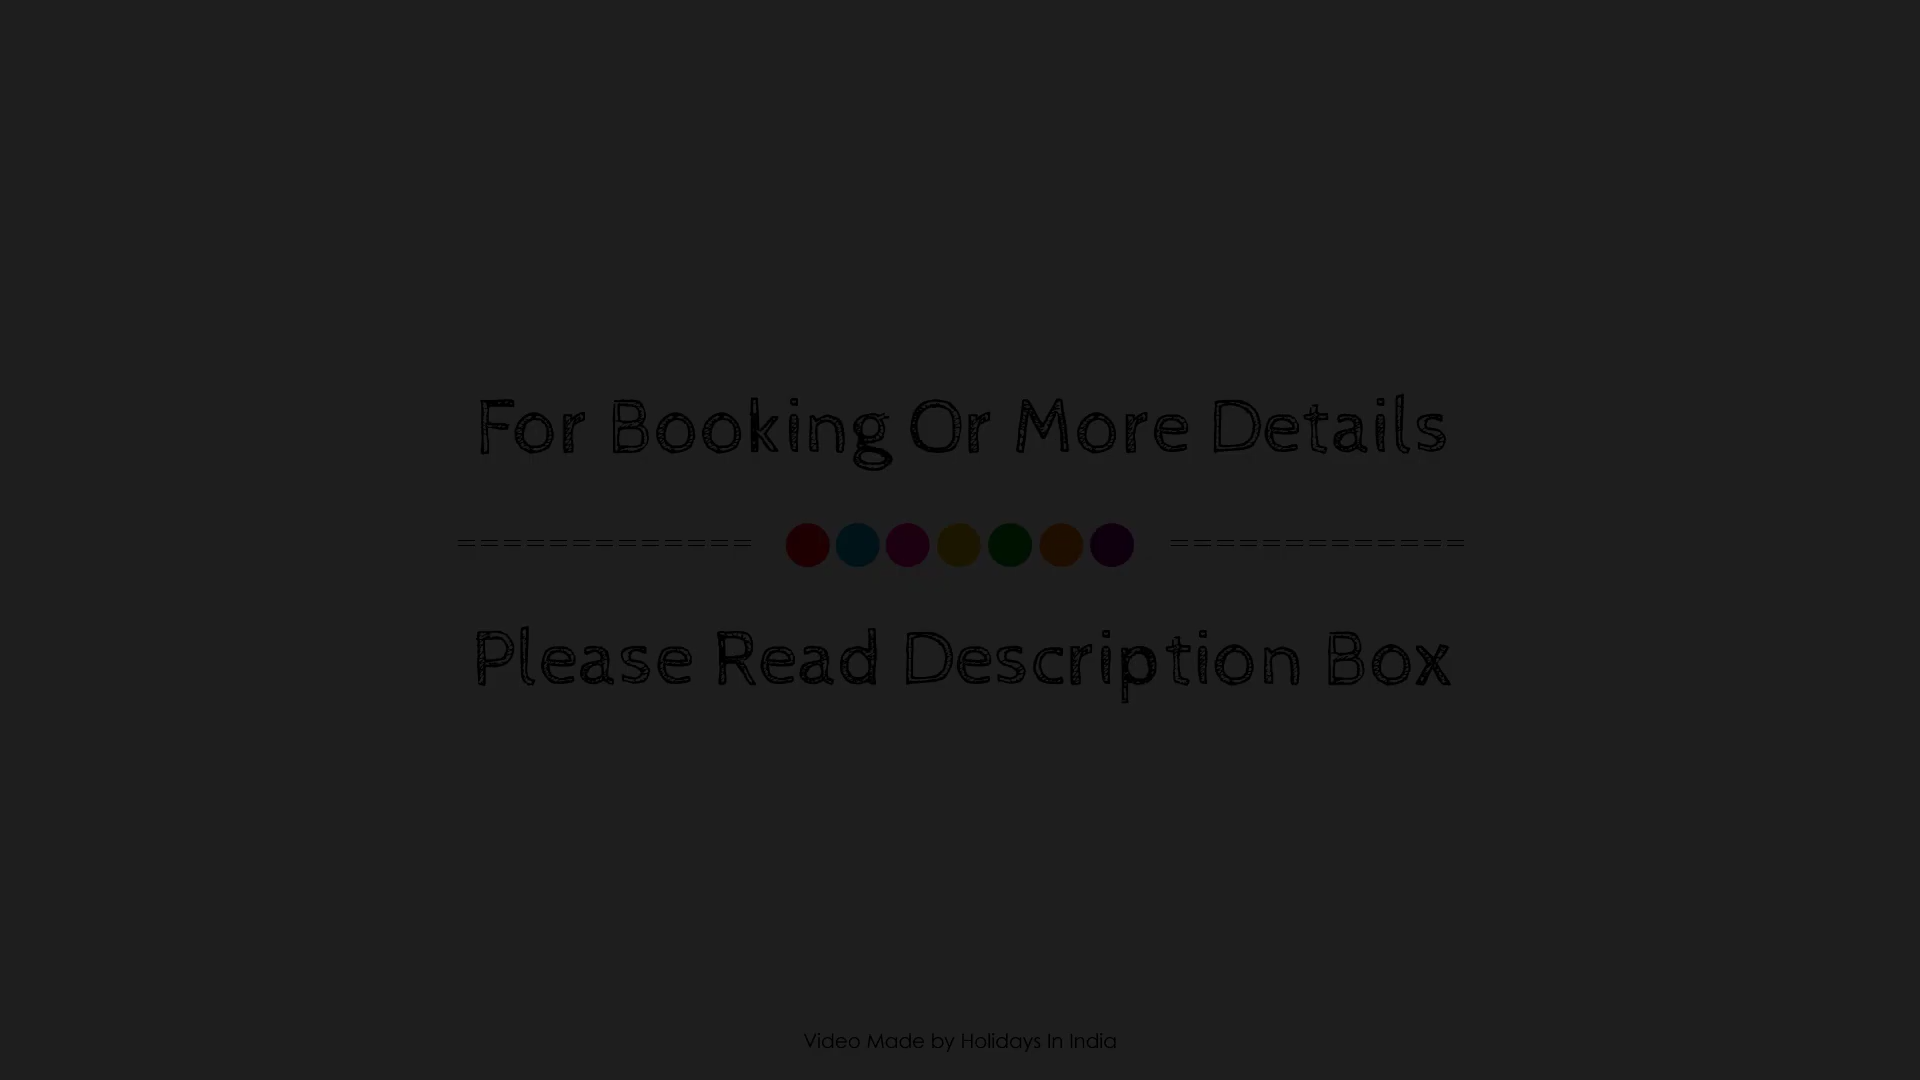 For Booking Or More Details
============= =============
Please Read Description Box
Video Made by Holidays In India